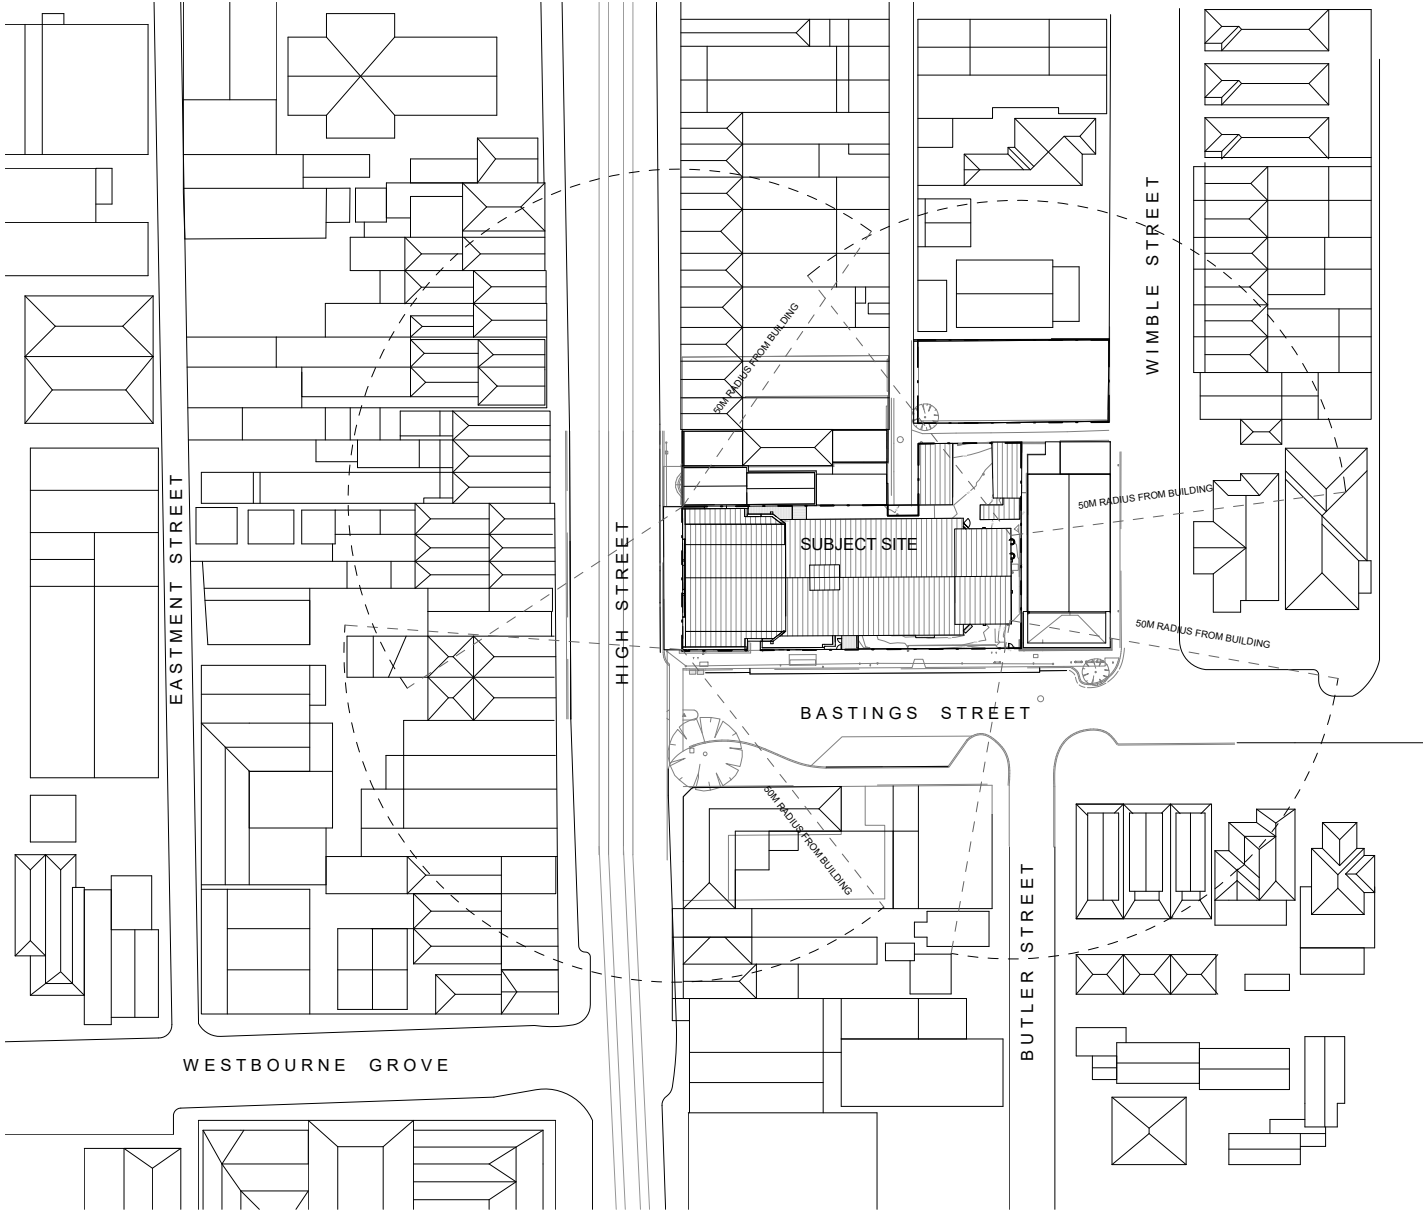 WIMBLE STREET
50M RADIUS FROM BUILDING
50M RADIUS FROM BUILDING
SUBJECT SITE
EASTMENT STREET
HIGH STREET
50M RADIUS FROM BUILDING
BASTINGS STREET
50M RADIUS FROM BUILDING
BUTLER STREET
WESTBOURNE GROVE